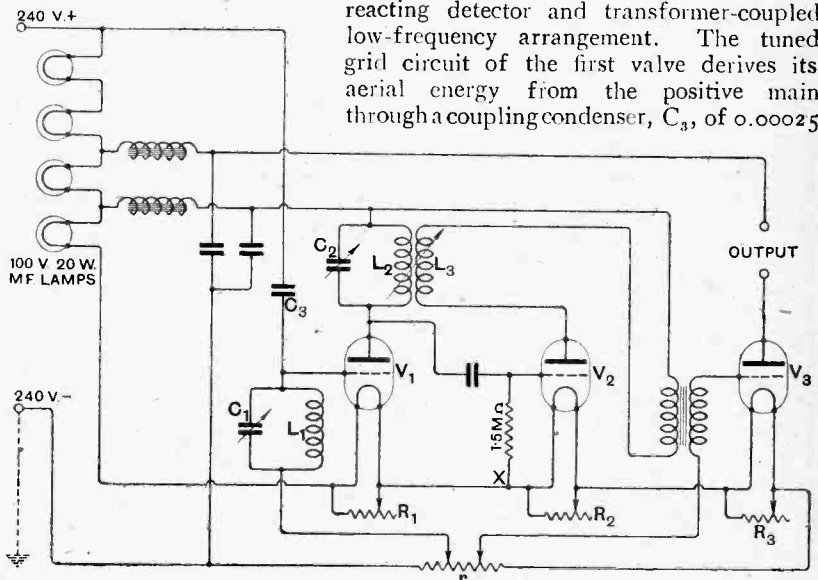 240 V.+
reacting detector and transformer-coupled
low-frequency arrangement. The tuned
grid circuit of the first valve derives its
aerial energy from the positive main
through a coupling condenser, C₃, of 0.00025
100 V. 20 W.
M.F. LAMPS
C₂
L₂
L₃
OUTPUT
C₃
V₁
V₂
V₃
240 V.-
C₁
L₁
1·5MΩ
X
R₁
R₂
R₃
r